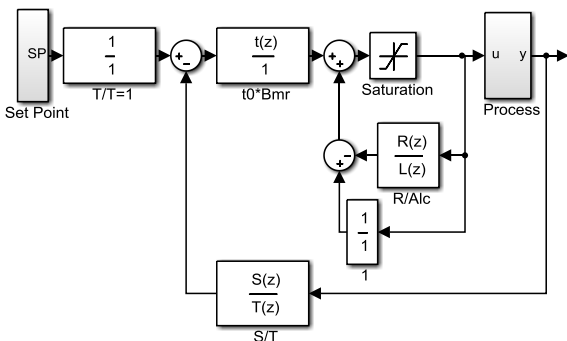 SP
Set Point
1
1
T/T=1
+
-
t(z)
1
t0*Bmr
+
+
Saturation
u
y
Process
+
-
R(z)
L(z)
R/Alc
1
1
1
S(z)
T(z)
S/T